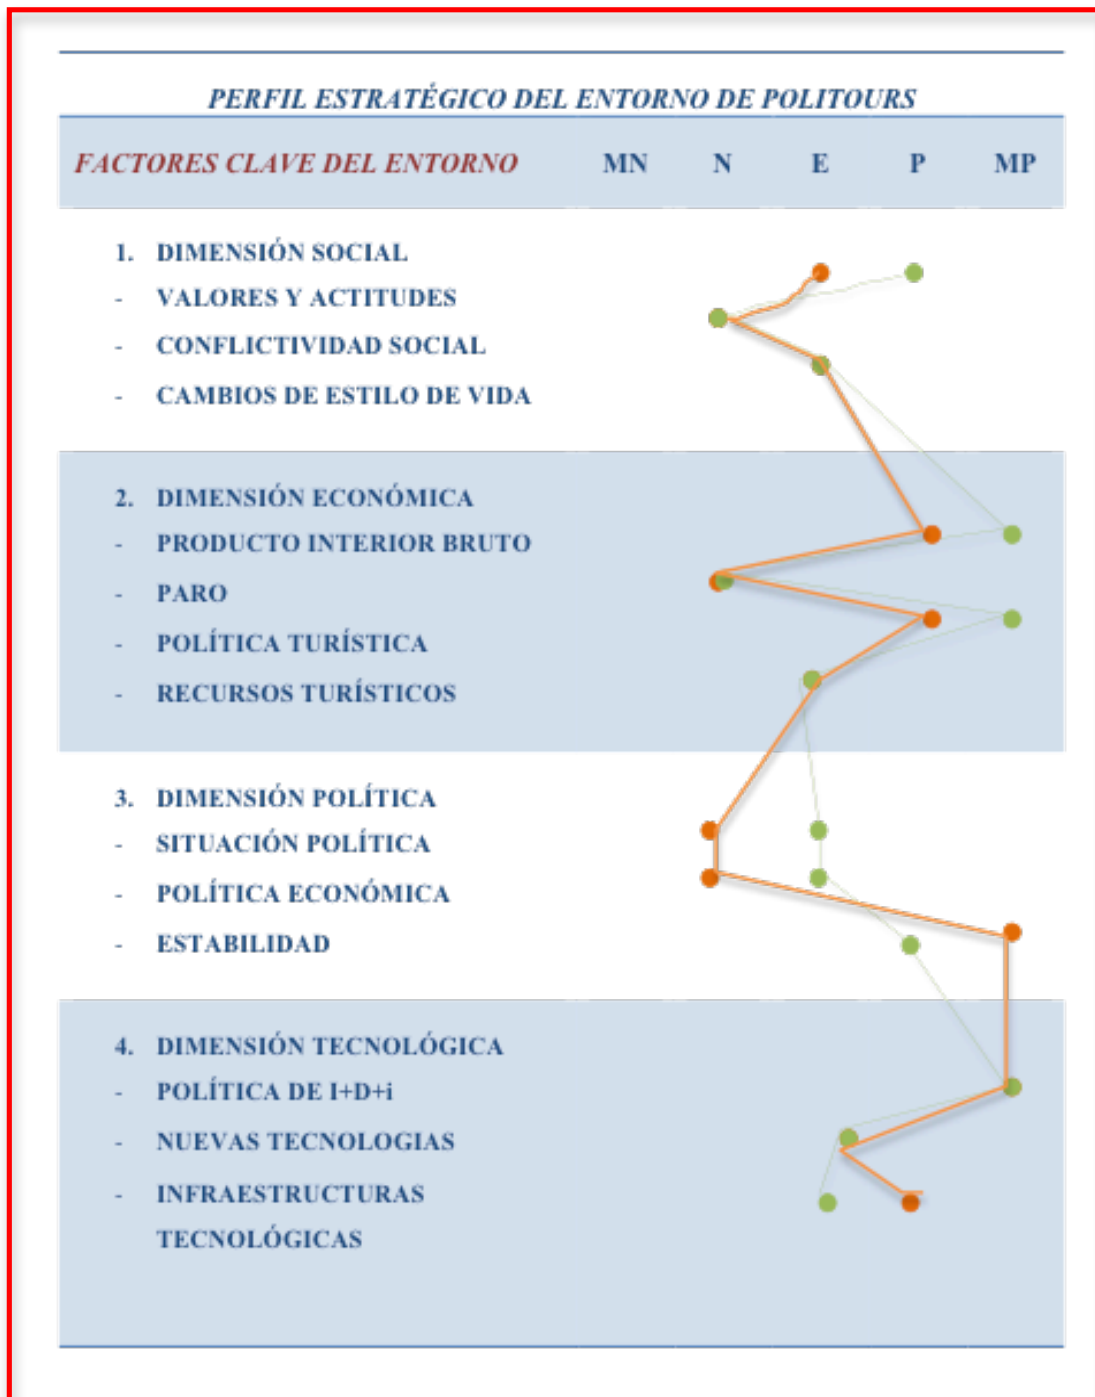 PERFIL ESTRATÉGICO DEL ENTORNO DE POLITOURS
FACTORES CLAVE DEL ENTORNO MN N E P MP
1. DIMENSIÓN SOCIAL
- VALORES Y ACTITUDES
- CONFLICTIVIDAD SOCIAL
- CAMBIOS DE ESTILO DE VIDA
2. DIMENSIÓN ECONÓMICA
- PRODUCTO INTERIOR BRUTO
- PARO
- POLÍTICA TURÍSTICA
- RECURSOS TURÍSTICOS
3. DIMENSIÓN POLÍTICA
- SITUACIÓN POLÍTICA
- POLÍTICA ECONÓMICA
- ESTABILIDAD
4. DIMENSIÓN TECNOLÓGICA
- POLÍTICA DE I+D+i
- NUEVAS TECNOLOGIAS
- INFRAESTRUCTURAS
TECNOLÓGICAS